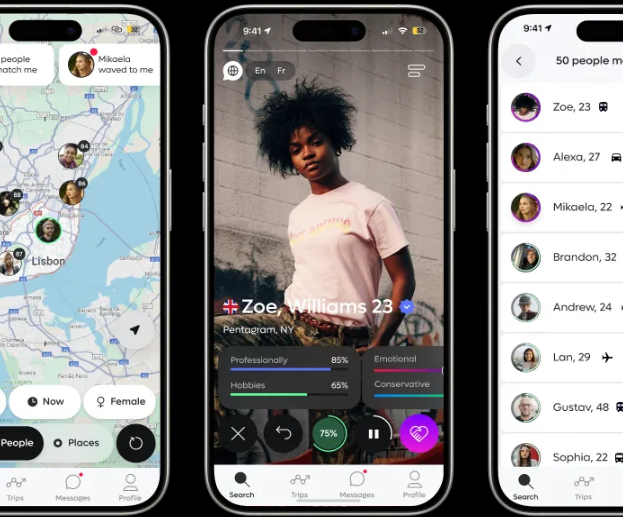 people
match me
Mikaela
waved to me
84
86
88
87
Lisbon
Now
Female
People
Places
Trips
Messages
Profile
9:41
32
En Fr
Zoe, Williams 23
Pentagram, NY
Professionally 85%
Hobbies 65%
Emotional
Conservative
75%
Search
Trips
Messages
Profile
9:41
50 people m
Zoe, 23
Alexa, 27
Mikaela, 22
Brandon, 32
Andrew, 24
Lan, 29
Gustav, 48
Sophia, 22
Search
Trips